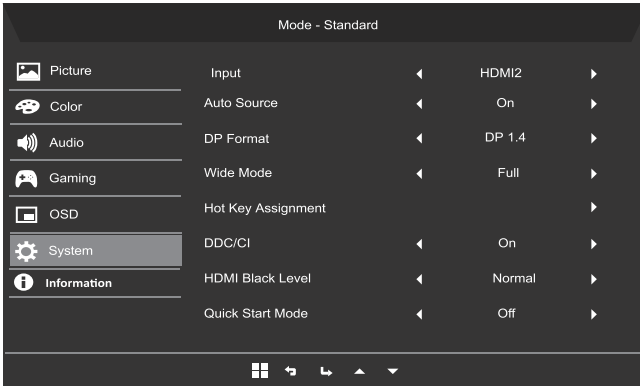 Mode - Standard
Picture
Color
Audio
Gaming
OSD
System
Information
Input HDMI2
Auto Source On
DP Format DP 1.4
Wide Mode Full
Hot Key Assignment
DDC/CI On
HDMI Black Level Normal
Quick Start Mode Off